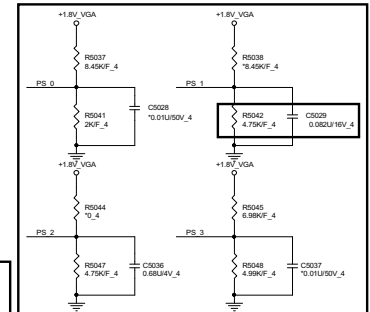 +1.8V_VGA
+1.8V_VGA
R5037
8.45K/F_4
R5038
*8.45K/F_4
PS_0
PS_1
R5041
2K/F_4
C5028
*0.01U/50V_4
R5042
4.75K/F_4
C5029
0.082U/16V_4
+1.8V_VGA
+1.8V_VGA
R5044
*0_4
R5045
6.98K/F_4
PS_2
PS_3
R5047
4.75K/F_4
C5036
0.68U/4V_4
R5048
4.99K/F_4
C5037
*0.01U/50V_4